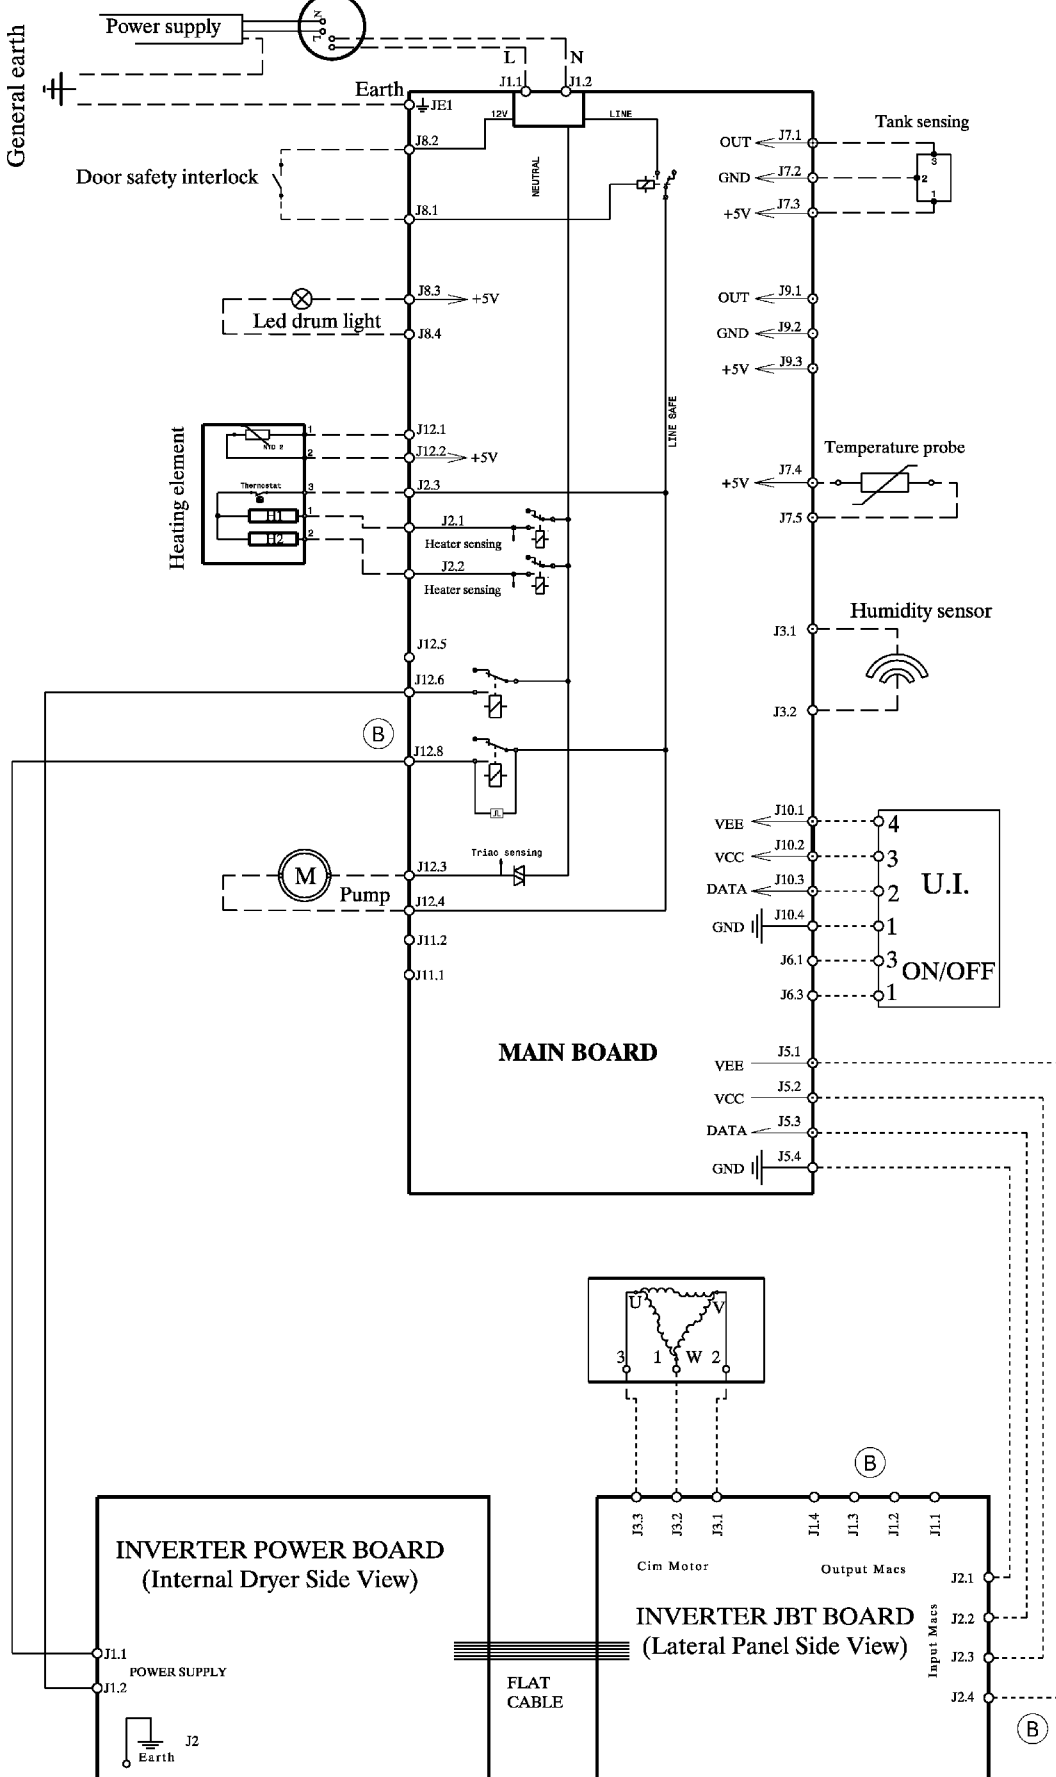 Power supply
N
L
General earth
L
N
J1.1
J1.2
Earth
JE1
12V
LINE
NEUTRAL
J8.2
Door safety interlock
J8.1
J8.3
+5V
Led drum light
J8.4
Heating element
NTC 2
1
2
Thermostat
3
H1
1
H2
2
J12.1
J12.2
+5V
J2.3
J2.1
Heater sensing
J2.2
Heater sensing
LINE SAFE
J12.5
J12.6
B
J12.8
Triac sensing
J12.3
M
Pump
J12.4
J11.2
J11.1
MAIN BOARD
Tank sensing
OUT
J7.1
3
GND
J7.2
2
+5V
J7.3
1
OUT
J9.1
GND
J9.2
+5V
J9.3
Temperature probe
+5V
J7.4
J7.5
Humidity sensor
J3.1
J3.2
VEE
J10.1
4
VCC
J10.2
3
U.I.
DATA
J10.3
2
GND
J10.4
1
J6.1
3
ON/OFF
J6.3
1
VEE
J5.1
VCC
J5.2
DATA
J5.3
GND
J5.4
U
V
3
1
W
2
B
J3.3
J3.2
J3.1
J1.4
J1.3
J1.2
J1.1
Cim Motor
Output Macs
INVERTER POWER BOARD
(Internal Dryer Side View)
J1.1
POWER SUPPLY
J1.2
J2
Earth
FLAT
CABLE
INVERTER JBT BOARD
(Lateral Panel Side View)
Input Macs
J2.1
J2.2
J2.3
J2.4
B